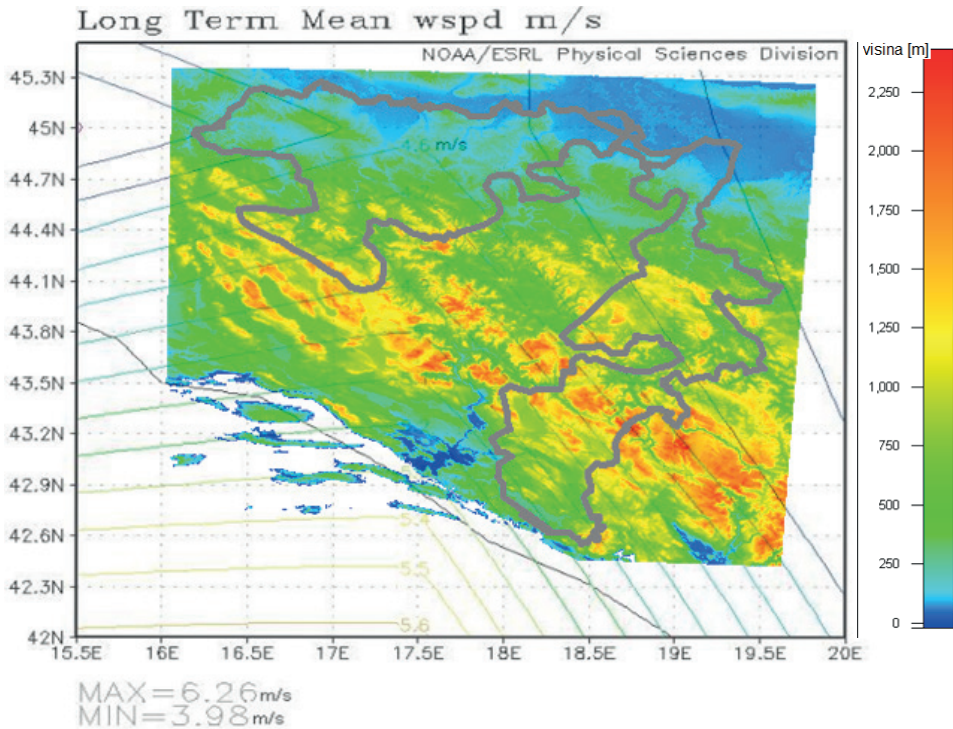 Long Term Mean wspd m/s
NOAA/ESRL Physical Sciences Division
visina [m]
45.3N
45N
44.7N
44.4N
44.1N
43.8N
43.5N
43.2N
42.9N
42.6N
42.3N
42N
4.6 m/s
5.4
5.5
5.6
15.5E
16E
16.5E
17E
17.5E
18E
18.5E
19E
19.5E
20E
2,250
2,000
1,750
1,500
1,250
1,000
750
500
250
0
MAX=6.26m/s
MIN=3.98m/s